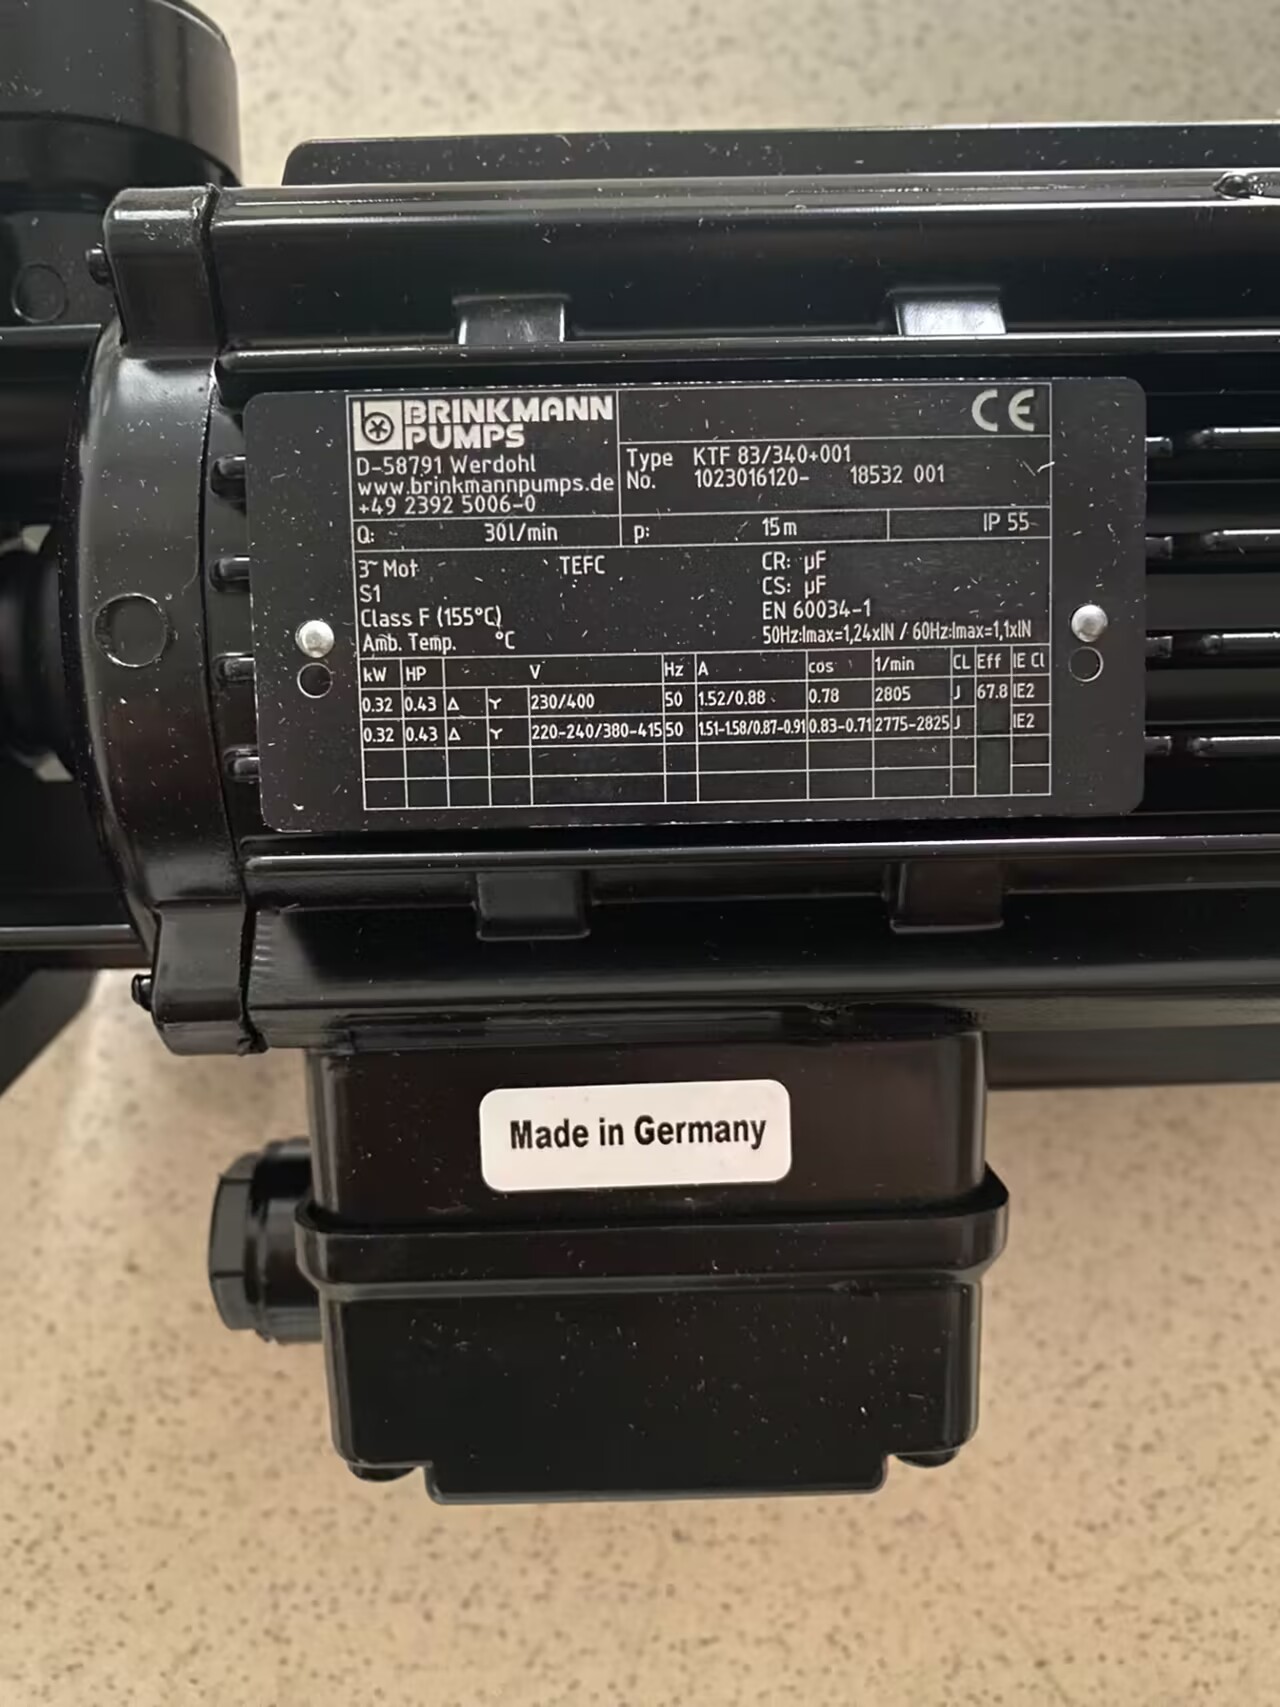 BRINKMANN
PUMPS
D-58791 Werdohl
www.brinkmannpumps.de
+49 2392 5006-0
CE
Type KTF 83/340+001
No. 1023016120- 18532 001
Q: 30l/min p: 15m IP 55
3~ Mot TEFC CR: µF
S1 CS: µF
Class F (155°C) EN 60034-1
Amb. Temp. °C 50Hz:Imax=1,24xIN / 60Hz:Imax=1,1xIN
kW HP V Hz A cos 1/min CL Eff IE Cl
0.32 0.43 Δ Y 230/400 50 1.52/0.88 0.78 2805 J 67.8 IE2
0.32 0.43 Δ Y 220-240/380-415 50 1.51-1.58/0.87-0.91 0.83-0.71 2775-2825 J IE2
Made in Germany